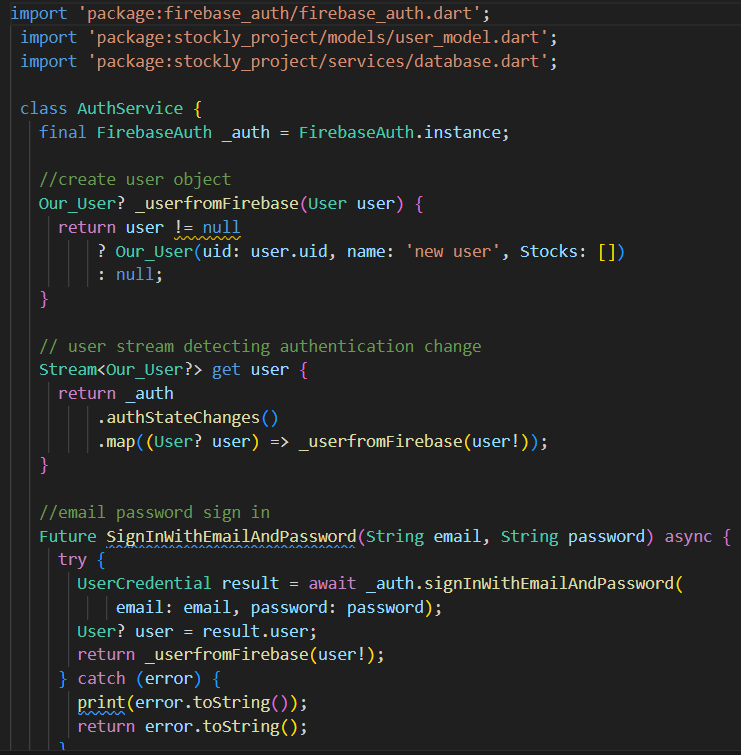 import 'package:firebase_auth/firebase_auth.dart';
import 'package:stockly_project/models/user_model.dart';
import 'package:stockly_project/services/database.dart';
class AuthService {
final FirebaseAuth _auth = FirebaseAuth.instance;
//create user object
Our_User? _userfromFirebase(User user) {
return user != null
? Our_User(uid: user.uid, name: 'new user', Stocks: [])
: null;
}
// user stream detecting authentication change
Stream<Our_User?> get user {
return _auth
.authStateChanges()
.map((User? user) => _userfromFirebase(user!));
}
//email password sign in
Future SignInWithEmailAndPassword(String email, String password) async {
try {
UserCredential result = await _auth.signInWithEmailAndPassword(
email: email, password: password);
User? user = result.user;
return _userfromFirebase(user!);
} catch (error) {
print(error.toString());
return error.toString();
}